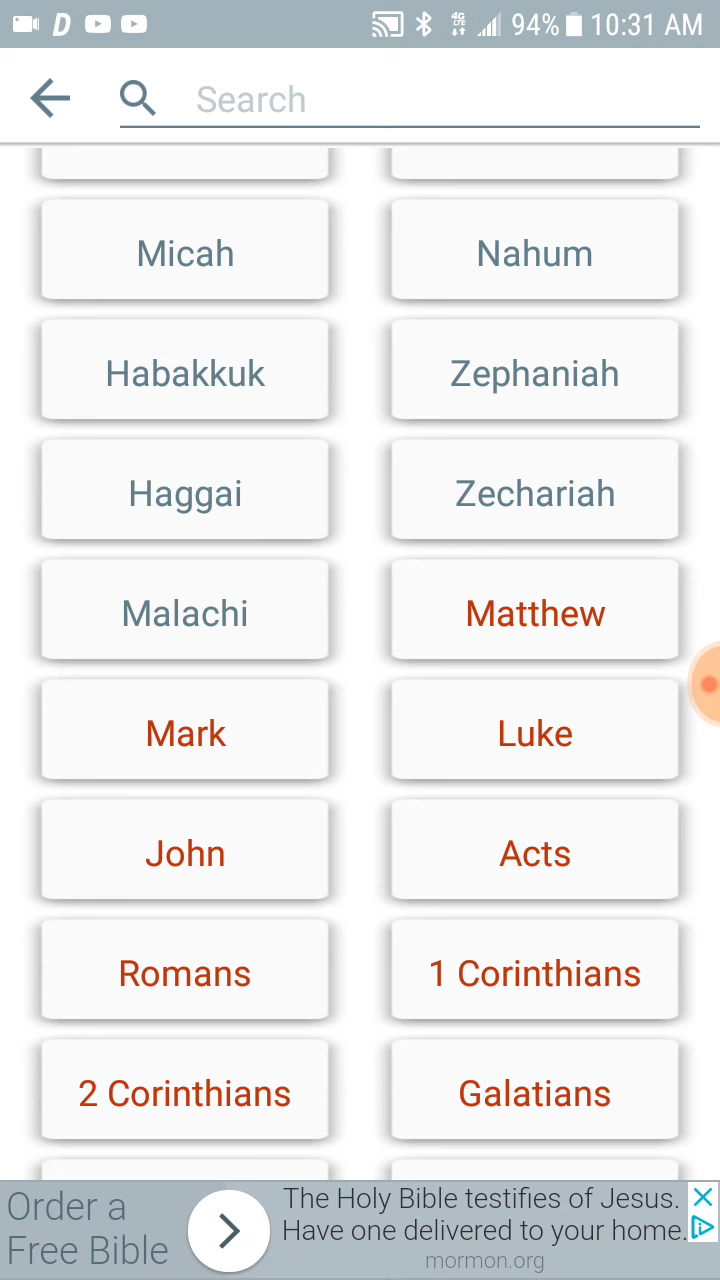 D 4G LTE 94% 10:31 AM
Search
Micah Nahum
Habakkuk Zephaniah
Haggai Zechariah
Malachi Matthew
Mark Luke
John Acts
Romans 1 Corinthians
2 Corinthians Galatians
Order a
Free Bible
The Holy Bible testifies of Jesus.
Have one delivered to your home.
mormon.org